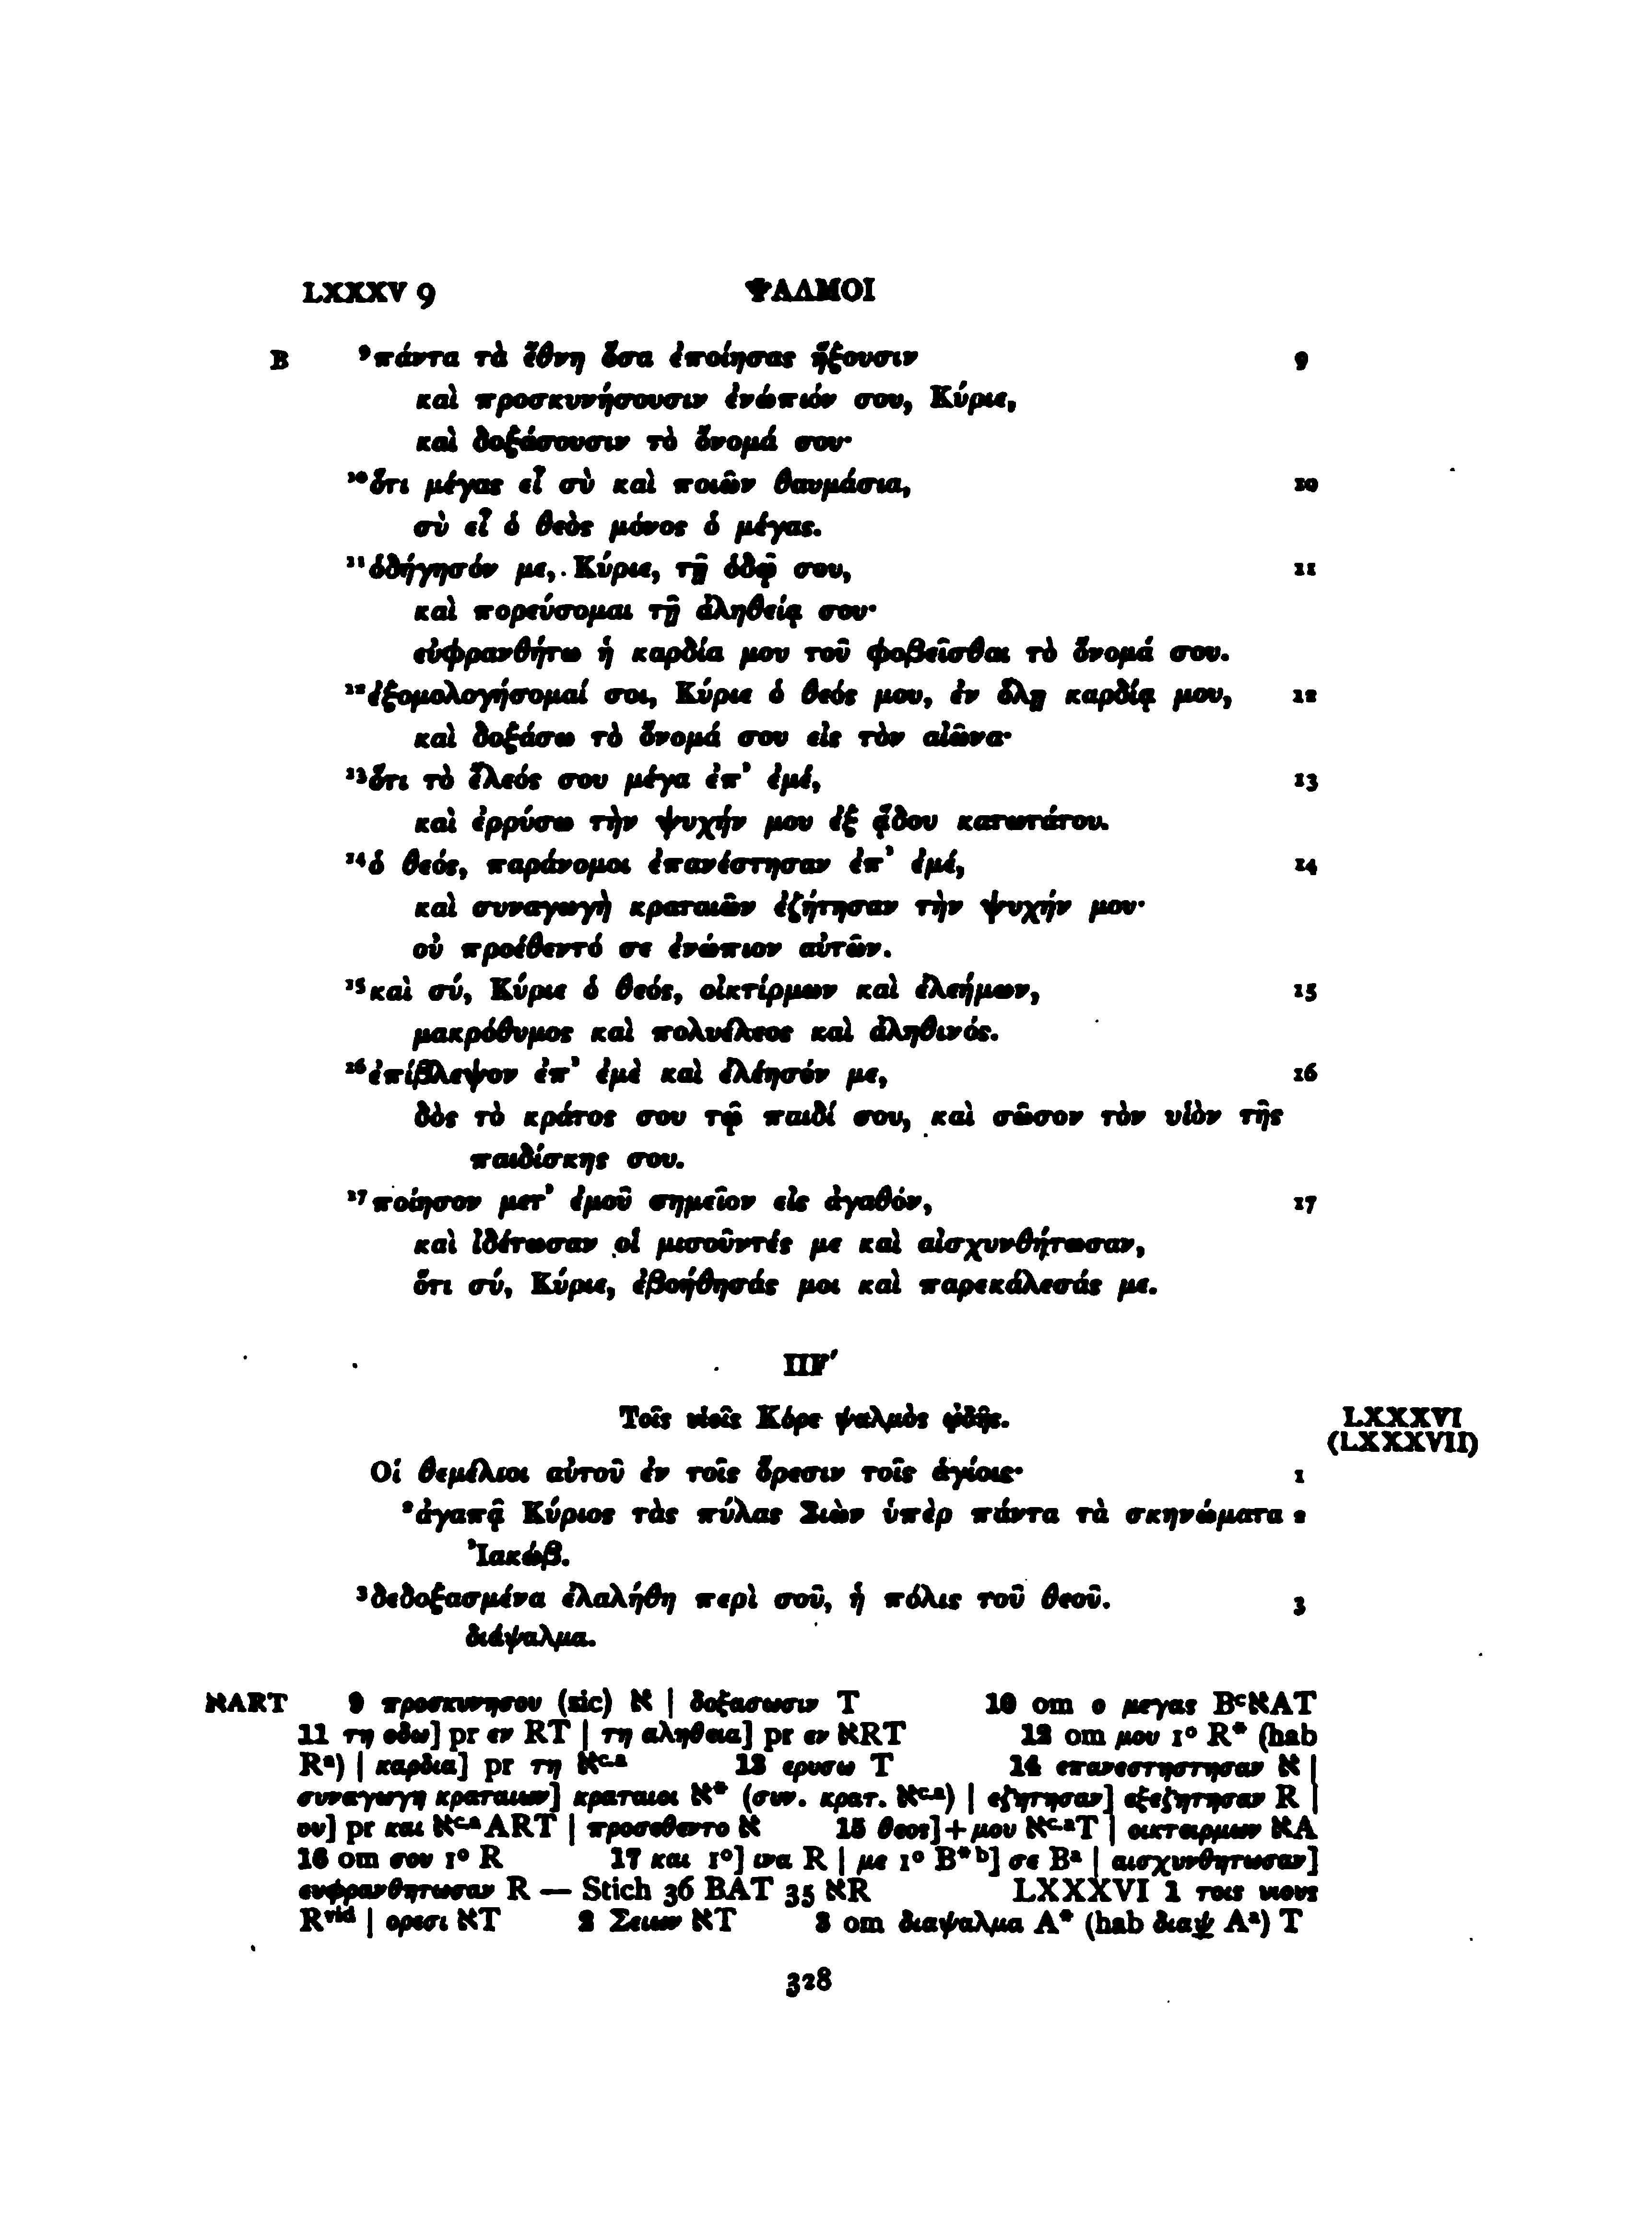 LXXXV 9 ΨΑΛΜΟΙ
B ⁹πάντα τὰ ἔθνη ὅσα ἐποίησας ἥξουσιν 9
καὶ προσκυνήσουσιν ἐνώπιόν σου, Κύριε,
καὶ δοξάσουσιν τὸ ὄνομά σου·
¹⁰ὅτι μέγας εἶ σὺ καὶ ποιῶν θαυμάσια, 10
σὺ εἶ ὁ θεὸς μόνος ὁ μέγας.
¹¹ὁδήγησόν με, Κύριε, τῇ ὁδῷ σου, 11
καὶ πορεύσομαι τῇ ἀληθείᾳ σου·
εὐφρανθήτω ἡ καρδία μου τοῦ φοβεῖσθαι τὸ ὄνομά σου.
¹²ἐξομολογήσομαί σοι, Κύριε ὁ θεός μου, ἐν ὅλῃ καρδίᾳ μου, 12
καὶ δοξάσω τὸ ὄνομά σου εἰς τὸν αἰῶνα·
¹³ὅτι τὸ ἔλεός σου μέγα ἐπ᾽ ἐμέ, 13
καὶ ἐρρύσω τὴν ψυχήν μου ἐξ ᾅδου κατωτάτου.
¹⁴ὁ θεός, παράνομοι ἐπανέστησαν ἐπ᾽ ἐμέ, 14
καὶ συναγωγὴ κραταιῶν ἐζήτησαν τὴν ψυχήν μου·
οὐ προέθεντό σε ἐνώπιον αὐτῶν.
¹⁵καὶ σύ, Κύριε ὁ θεός, οἰκτίρμων καὶ ἐλεήμων, 15
μακρόθυμος καὶ πολυέλεος καὶ ἀληθινός.
¹⁶ἐπίβλεψον ἐπ᾽ ἐμὲ καὶ ἐλέησόν με, 16
δὸς τὸ κράτος σου τῷ παιδί σου, καὶ σῶσον τὸν υἱὸν τῆς
παιδίσκης σου.
¹⁷ποίησον μετ᾽ ἐμοῦ σημεῖον εἰς ἀγαθόν, 17
καὶ ἰδέτωσαν οἱ μισοῦντές με καὶ αἰσχυνθήτωσαν,
ὅτι σύ, Κύριε, ἐβοήθησάς μοι καὶ παρεκάλεσάς με.
ΠϜ´
Τοῖς υἱοῖς Κόρε ψαλμὸς ᾠδῆς. LXXXVI
(LXXXVII)
Οἱ θεμέλιοι αὐτοῦ ἐν τοῖς ὄρεσιν τοῖς ἁγίοις· 1
²ἀγαπᾷ Κύριος τὰς πύλας Σιὼν ὑπὲρ πάντα τὰ σκηνώματα 2
Ἰακώβ.
³δεδοξασμένα ἐλαλήθη περὶ σοῦ, ἡ πόλις τοῦ θεοῦ. 3
διάψαλμα.
אART 9 προσκυνησου (sic) א | δοξασωσιν T 10 om ο μεγας Bᶜ אAT
11 τη οδω] pr εν RT | τη αληθεια] pr εν אRT 12 om μου 1° R* (hab
Rᵃ) | καρδια] pr τη אᶜ·ᵃ 13 ερυσω T 14 επανεστηστησαν א |
συναγωγη κραταιων] κραταιοι א* (συν. κρατ. אᶜ·ᵃ) | εζητησαν] εξεζητησαν R |
ου] pr και אᶜ·ᵃ ART | προσεθεντο א 15 θεος]+μου אᶜ·ᵃ T | οικτειρμων אA
16 om σου 1° R 17 και 1°] ινα R | με 1° B*ᵇ] σε Bᵃ | αισχυνθητωσαν]
ευφρανθητωσαν R — Stich 36 BAT 35 אR LXXXVI 1 τοις υιους
Rᵛⁱᵈ | ορεσι אT 2 Σειων אT 3 om διαψαλμα A* (hab διαψ Aᵃ) T
328